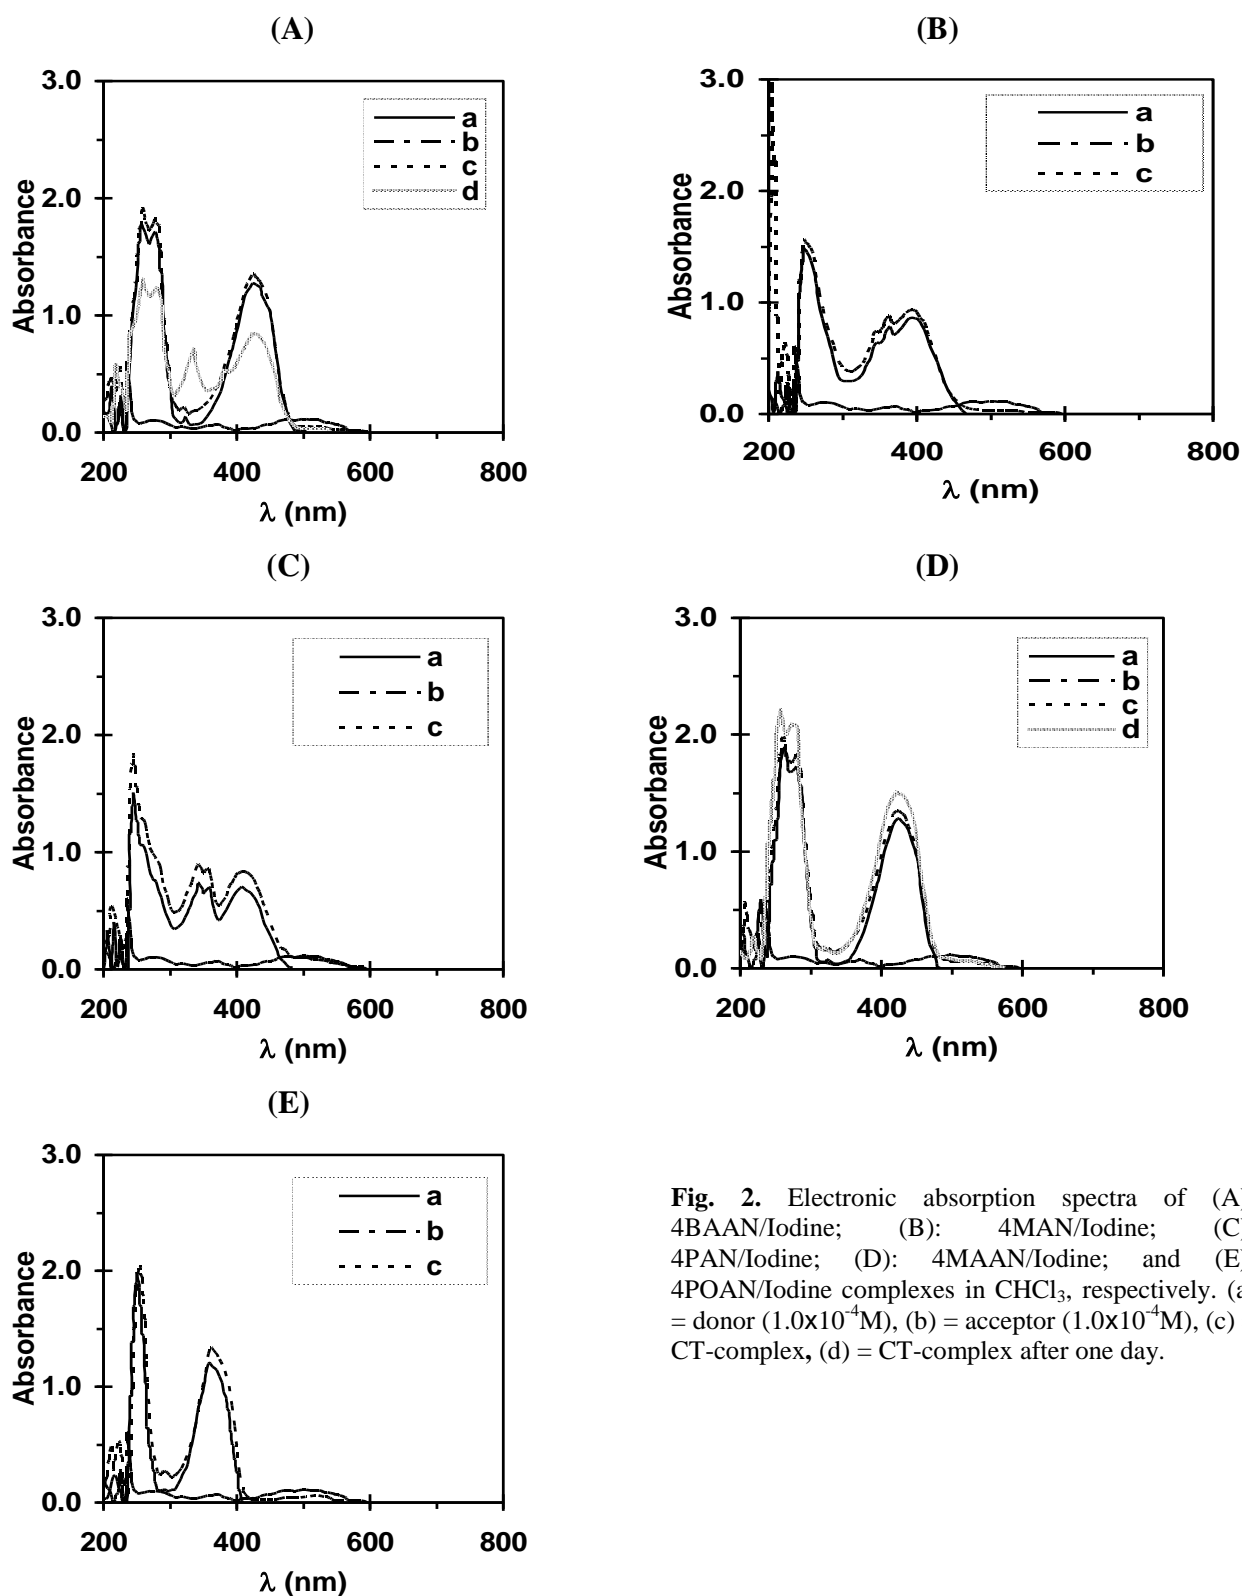 (A)
3.0
2.0
1.0
0.0
Absorbance
200 400 600 800
λ (nm)
a
b
c
d
(B)
3.0
2.0
1.0
0.0
Absorbance
200 400 600 800
λ (nm)
a
b
c
(C)
3.0
2.0
1.0
0.0
Absorbance
200 400 600 800
λ (nm)
a
b
c
(D)
3.0
2.0
1.0
0.0
Absorbance
200 400 600 800
λ (nm)
a
b
c
d
(E)
3.0
2.0
1.0
0.0
Absorbance
200 400 600 800
λ (nm)
a
b
c
Fig. 2. Electronic absorption spectra of (A)
4BAAN/Iodine; (B): 4MAN/Iodine; (C)
4PAN/Iodine; (D): 4MAAN/Iodine; and (E)
4POAN/Iodine complexes in CHCl₃, respectively. (a
= donor (1.0x10⁻⁴M), (b) = acceptor (1.0x10⁻⁴M), (c)
CT-complex, (d) = CT-complex after one day.